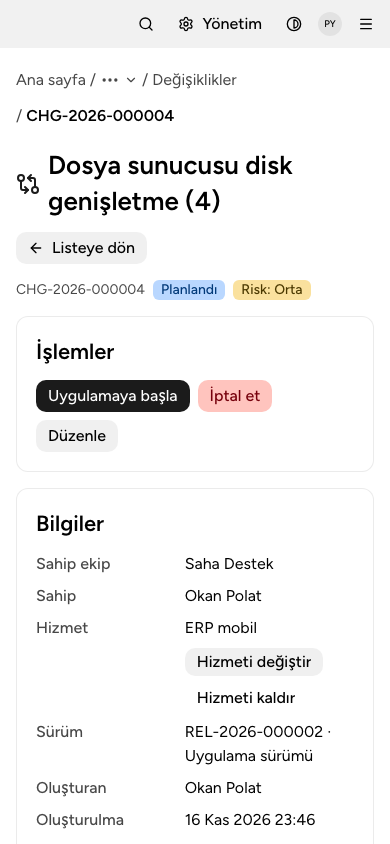 Yönetim
PY
Ana sayfa / ··· / Değişiklikler
/ CHG-2026-000004
Dosya sunucusu disk
genişletme (4)
Listeye dön
CHG-2026-000004 Planlandı Risk: Orta
İşlemler
Uygulamaya başla İptal et
Düzenle
Bilgiler
Sahip ekip Saha Destek
Sahip Okan Polat
Hizmet ERP mobil
Hizmeti değiştir
Hizmeti kaldır
Sürüm REL-2026-000002 ·
Uygulama sürümü
Oluşturan Okan Polat
Oluşturulma 16 Kas 2026 23:46